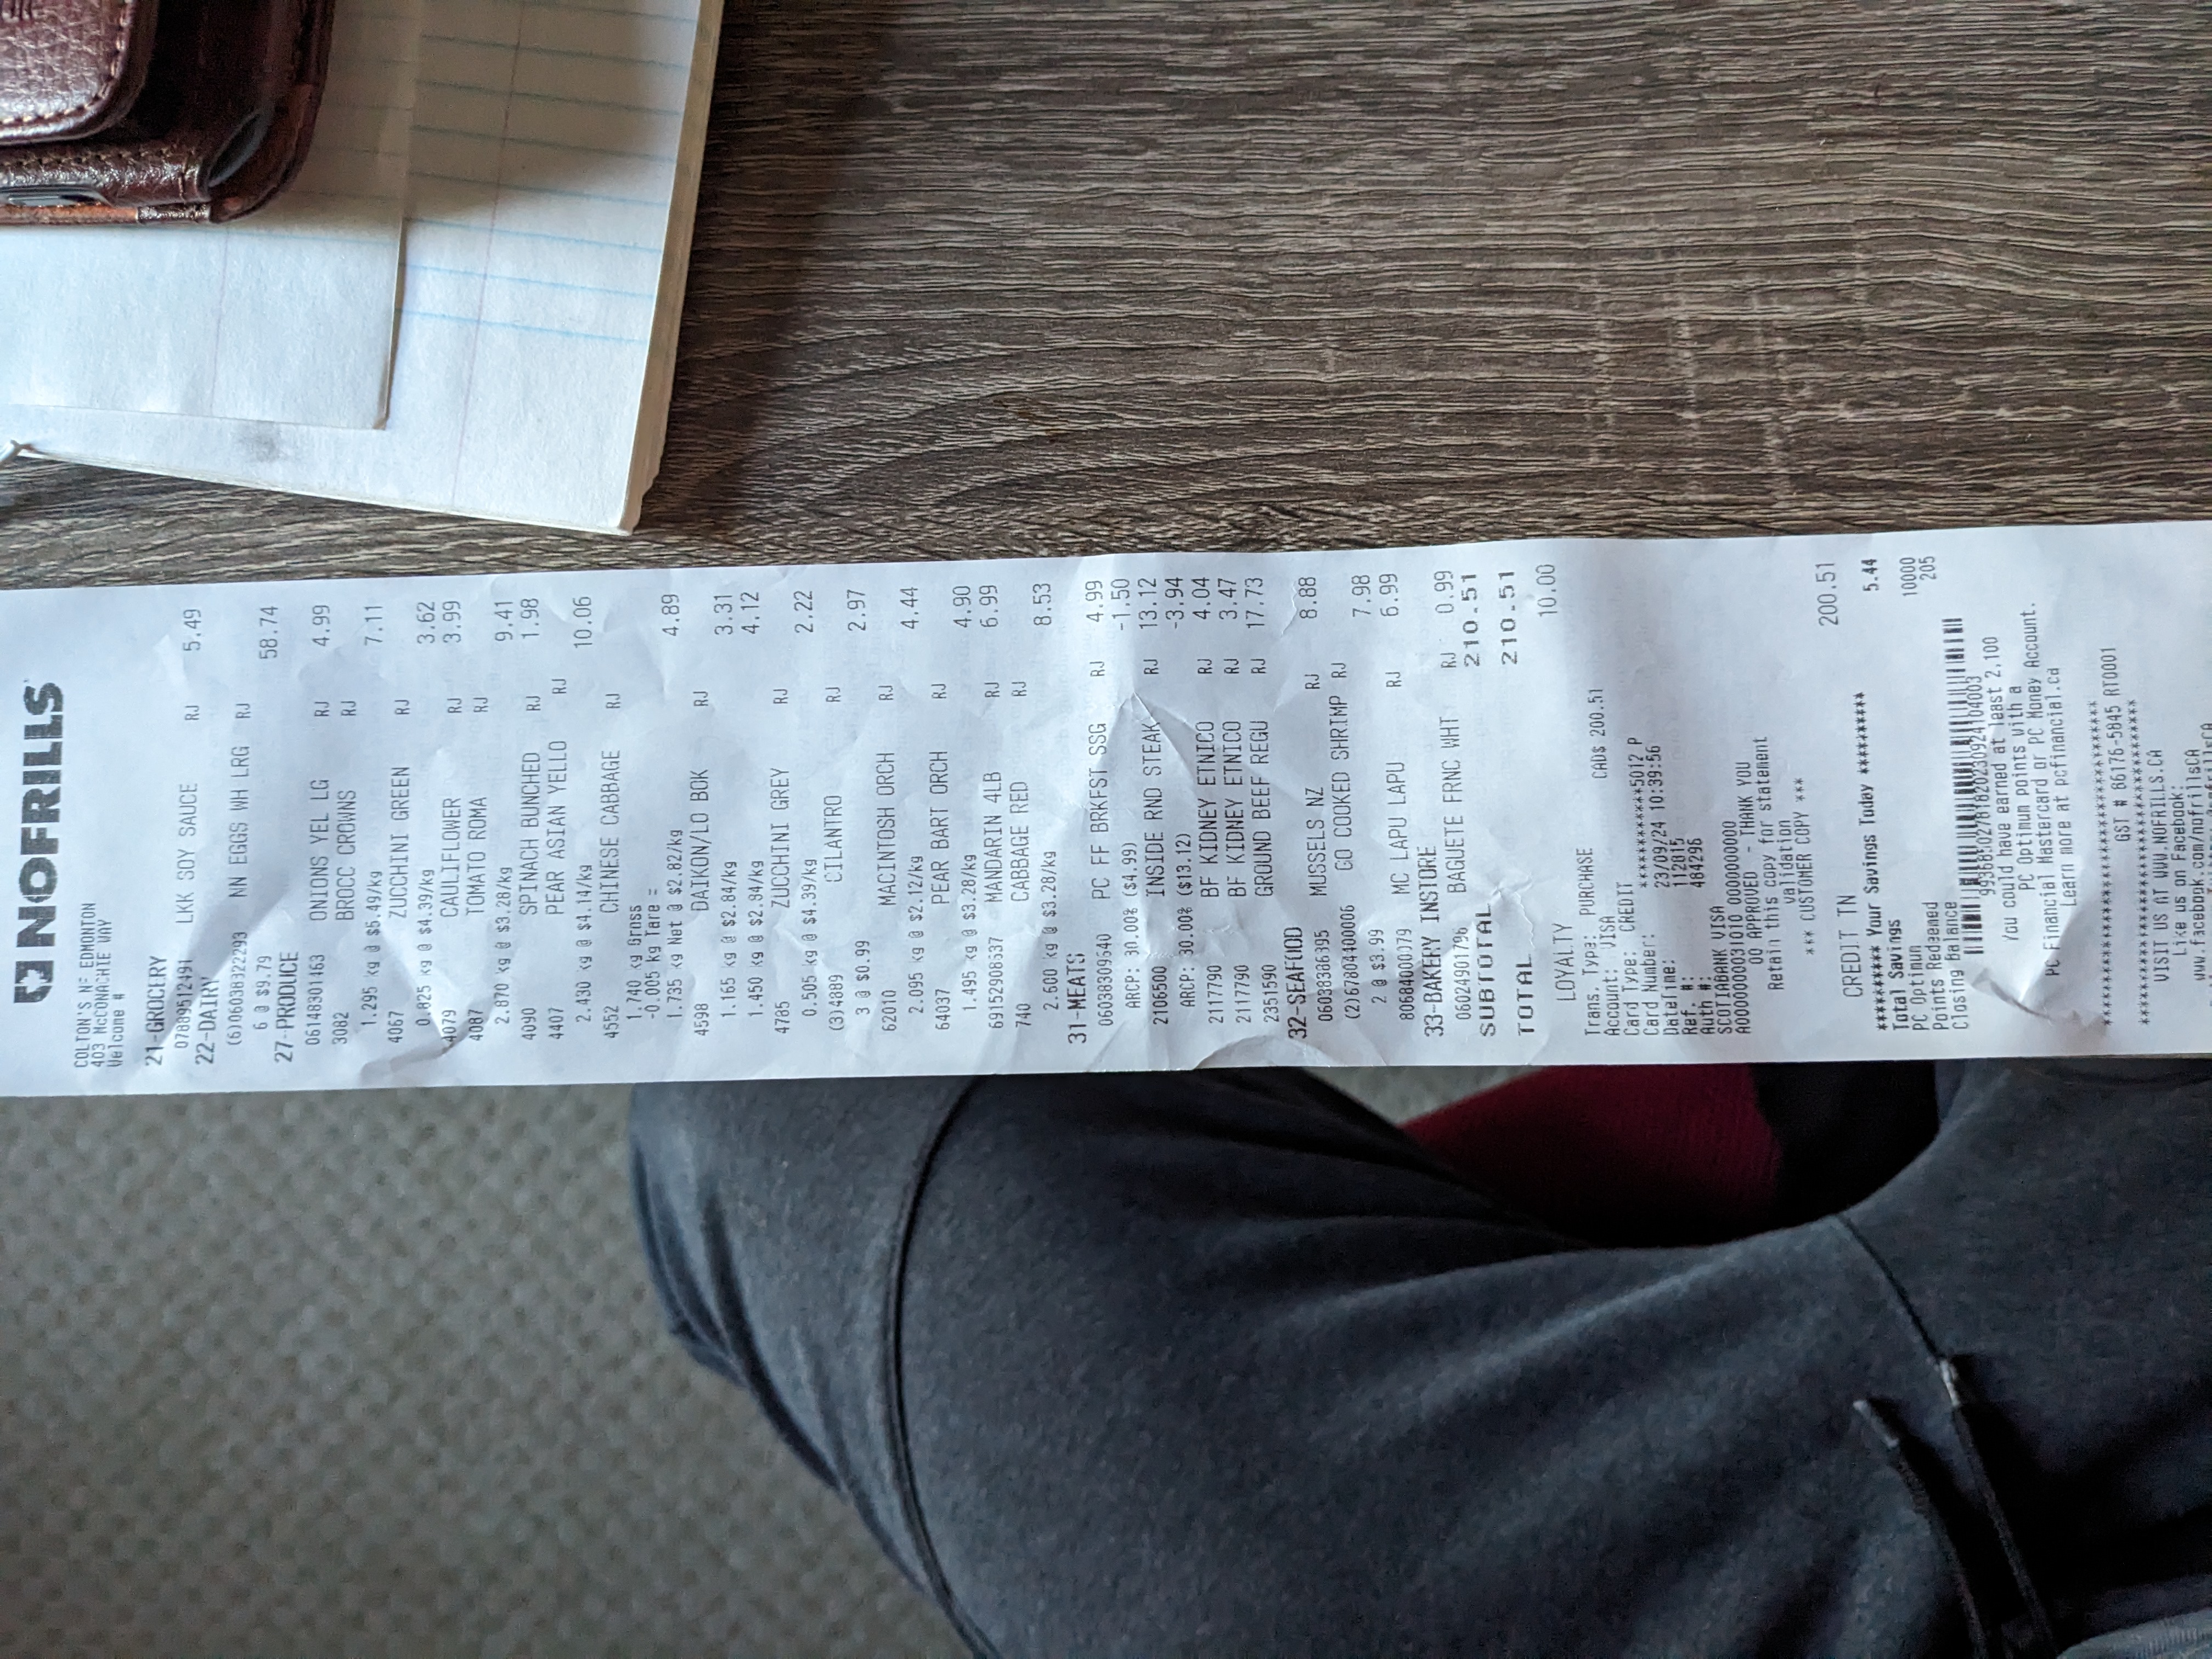 NOFRILLS
COLTON'S NF EDMONTON
403 McCONACHIE WAY
Welcome #
21-GROCERY
07889512491 LKK SOY SAUCE RJ 5.49
22-DAIRY
(6)06038322293 NN EGGS WH LRG RJ
6 @ $9.79 58.74
27-PRODUCE
06148301463 ONIONS YEL LG RJ 4.99
3082 BROCC CROWNS RJ
1.295 kg @ $5.49/kg 7.11
4067 ZUCCHINI GREEN RJ
0.825 kg @ $4.39/kg 3.62
4079 CAULIFLOWER RJ 3.99
4087 TOMATO ROMA RJ
2.870 kg @ $3.28/kg 9.41
4090 SPINACH BUNCHED RJ 1.98
4407 PEAR ASIAN YELLO RJ
2.430 kg @ $4.14/kg 10.06
4552 CHINESE CABBAGE RJ
1.740 kg Gross
-0.005 kg Tare =
1.735 kg Net @ $2.82/kg 4.89
4598 DAIKON/LO BOK RJ
1.165 kg @ $2.84/kg 3.31
1.450 kg @ $2.94/kg 4.12
4785 ZUCCHINI GREY RJ
0.505 kg @ $4.39/kg 2.22
(3)4889 CILANTRO RJ
3 @ $0.99 2.97
62010 MACINTOSH ORCH RJ
2.095 kg @ $2.12/kg 4.44
64037 PEAR BART ORCH RJ
1.495 kg @ $3.28/kg 4.90
69152908637 MANDARIN 4LB RJ 6.99
740 CABBAGE RED RJ
2.600 kg @ $3.28/kg 8.53
31-MEATS
06038309640 PC FF BRKFST SSG RJ 4.99
ARCP: 30.00% ($4.99) -1.50
2106500 INSIDE RND STEAK RJ 13.12
ARCP: 30.00% ($13.12) -3.94
2117790 BF KIDNEY ETNICO RJ 4.04
2117790 BF KIDNEY ETNICO RJ 3.47
2351590 GROUND BEEF REGU RJ 17.73
32-SEAFOOD
06038386395 MUSSELS NZ RJ 8.88
(2)67804400006 GO COOKED SHRIMP RJ
2 @ $3.99 7.98
80684000079 MC LAPU LAPU RJ 6.99
33-BAKERY INSTORE
06024901796 BAGUETE FRNC WHT RJ 0.99
SUBTOTAL 210.51
TOTAL 210.51
LOYALTY 10.00
Trans. Type: PURCHASE
Account: VISA CAD$ 200.51
Card Type: CREDIT
Card Number: ************5012 P
DateTime: 23/09/24 10:39:56
Ref. #: 112815
Auth #: 484296
SCOTIABANK VISA
A0000000031010 0000000000
00 APPROVED - THANK YOU
Retain this copy for statement
validation
*** CUSTOMER COPY ***
CREDIT TN 200.51
********* Your Savings Today *********
Total Savings 5.44
PC Optimum
Points Redeemed 10000
Closing Balance 205
You could have earned at least 2,100
PC Optimum points with a
PC Financial Mastercard or PC Money Account.
Learn more at pcfinancial.ca
****************************************
GST # 86176-5845 RT0001
****************************************
VISIT US AT WWW.NOFRILLS.CA
Like us on Facebook:
www.facebook.com/nofrillsCA